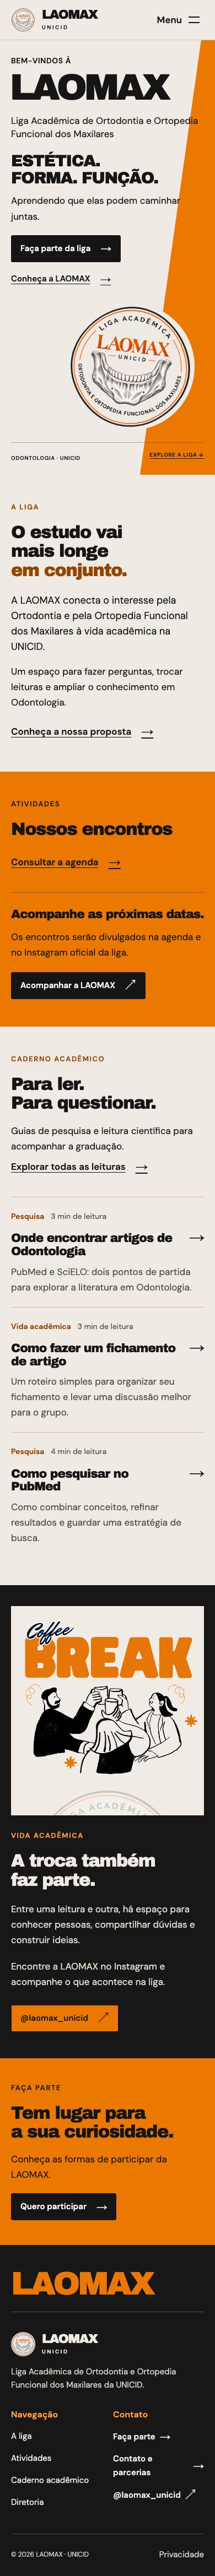 LAOMAX
UNICID
Menu
BEM-VINDOS À
LAOMAX
Liga Acadêmica de Ortodontia e Ortopedia
Funcional dos Maxilares
ESTÉTICA.
FORMA. FUNÇÃO.
Aprendendo que elas podem caminhar
juntas.
Faça parte da liga →
Conheça a LAOMAX →
LIGA ACADÊMICA
LAOMAX
UNICID
ORTODONTIA E ORTOPEDIA FUNCIONAL DOS MAXILARES
ODONTOLOGIA · UNICID
EXPLORE A LIGA ↓
A LIGA
O estudo vai
mais longe
em conjunto.
A LAOMAX conecta o interesse pela
Ortodontia e pela Ortopedia Funcional
dos Maxilares à vida acadêmica na
UNICID.
Um espaço para fazer perguntas, trocar
leituras e ampliar o conhecimento em
Odontologia.
Conheça a nossa proposta →
ATIVIDADES
Nossos encontros
Consultar a agenda →
Acompanhe as próximas datas.
Os encontros serão divulgados na agenda e
no Instagram oficial da liga.
Acompanhar a LAOMAX ↗
CADERNO ACADÊMICO
Para ler.
Para questionar.
Guias de pesquisa e leitura científica para
acompanhar a graduação.
Explorar todas as leituras →
Pesquisa 3 min de leitura
Onde encontrar artigos de →
Odontologia
PubMed e SciELO: dois pontos de partida
para explorar a literatura em Odontologia.
Vida acadêmica 3 min de leitura
Como fazer um fichamento →
de artigo
Um roteiro simples para organizar seu
fichamento e levar uma discussão melhor
para o grupo.
Pesquisa 4 min de leitura
Como pesquisar no →
PubMed
Como combinar conceitos, refinar
resultados e guardar uma estratégia de
busca.
Coffee
BREAK
LIGA ACADÊMICA
VIDA ACADÊMICA
A troca também
faz parte.
Entre uma leitura e outra, há espaço para
conhecer pessoas, compartilhar dúvidas e
construir ideias.
Encontre a LAOMAX no Instagram e
acompanhe o que acontece na liga.
@laomax_unicid ↗
FAÇA PARTE
Tem lugar para
a sua curiosidade.
Conheça as formas de participar da
LAOMAX.
Quero participar →
LAOMAX
LAOMAX
UNICID
Liga Acadêmica de Ortodontia e Ortopedia
Funcional dos Maxilares da UNICID.
Navegação
A liga
Atividades
Caderno acadêmico
Diretoria
Contato
Faça parte →
Contato e
parcerias →
@laomax_unicid ↗
© 2026 LAOMAX · UNICID
Privacidade